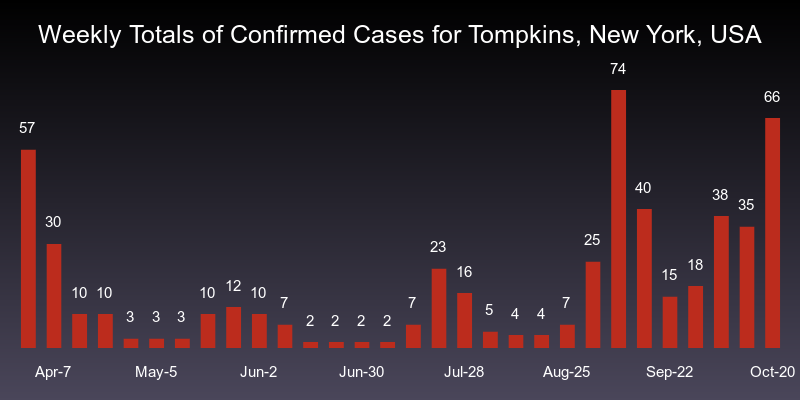 Weekly Totals of Confirmed Cases for Tompkins, New York, USA
57 30 10 10 3 3 3 10 12 10 7 2 2 2 2 7 23 16 5 4 4 7 25 74 40 15 18 38 35 66
Apr-7 May-5 Jun-2 Jun-30 Jul-28 Aug-25 Sep-22 Oct-20